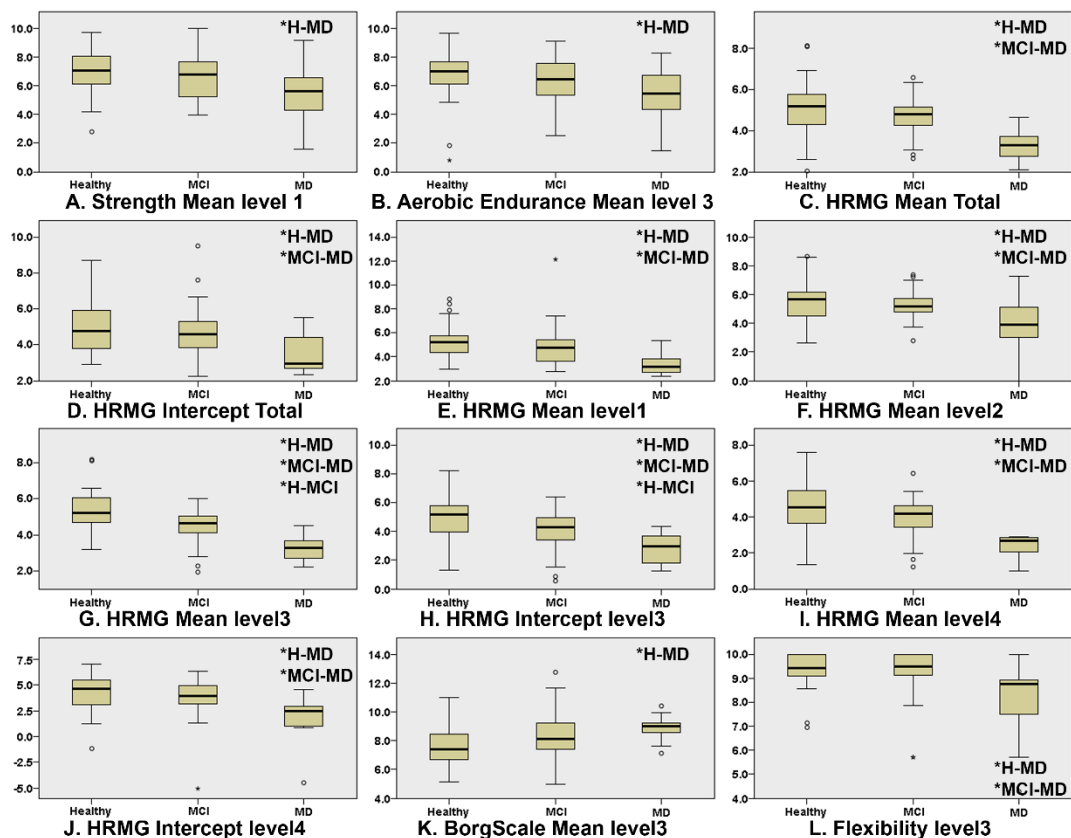 *H-MD
10.0
8.0
6.0
4.0
2.0
0.0
Healthy MCI MD
A. Strength Mean level 1
*H-MD
10.0
8.0
6.0
4.0
2.0
0.0
Healthy MCI MD
B. Aerobic Endurance Mean level 3
*H-MD
*MCI-MD
8.0
6.0
4.0
2.0
Healthy MCI MD
C. HRMG Mean Total
*H-MD
*MCI-MD
10.0
8.0
6.0
4.0
2.0
Healthy MCI MD
D. HRMG Intercept Total
*H-MD
*MCI-MD
14.0
12.0
10.0
8.0
6.0
4.0
2.0
Healthy MCI MD
E. HRMG Mean level1
*H-MD
*MCI-MD
10.0
8.0
6.0
4.0
2.0
0.0
Healthy MCI MD
F. HRMG Mean level2
*H-MD
*MCI-MD
*H-MCI
8.0
6.0
4.0
2.0
Healthy MCI MD
G. HRMG Mean level3
*H-MD
*MCI-MD
*H-MCI
10.0
8.0
6.0
4.0
2.0
0.0
Healthy MCI MD
H. HRMG Intercept level3
*H-MD
*MCI-MD
8.0
6.0
4.0
2.0
0.0
Healthy MCI MD
I. HRMG Mean level4
*H-MD
*MCI-MD
7.5
5.0
2.5
0.0
-2.5
-5.0
Healthy MCI MD
J. HRMG Intercept level4
*H-MD
14.0
12.0
10.0
8.0
6.0
4.0
Healthy MCI MD
K. BorgScale Mean level3
10.0
9.0
8.0
7.0
6.0
5.0
4.0
*H-MD
*MCI-MD
Healthy MCI MD
L. Flexibility level3